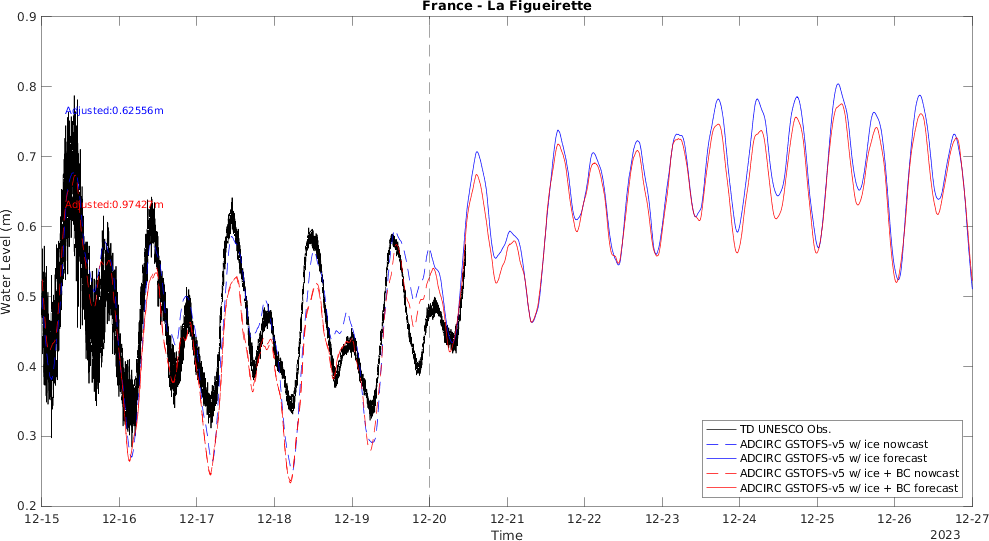 France - La Figueirette
0.9
0.8
0.7
0.6
0.5
0.4
0.3
0.2
Water Level (m)
Adjusted:0.62556m
TD UNESCO Obs.
ADCIRC GSTOFS-v5 w/ ice nowcast
ADCIRC GSTOFS-v5 w/ ice forecast
ADCIRC GSTOFS-v5 w/ ice + BC nowcast
ADCIRC GSTOFS-v5 w/ ice + BC forecast
12-15 12-16 12-17 12-18 12-19 12-20 12-21 12-22 12-23 12-24 12-25 12-26 12-27
Time
2023